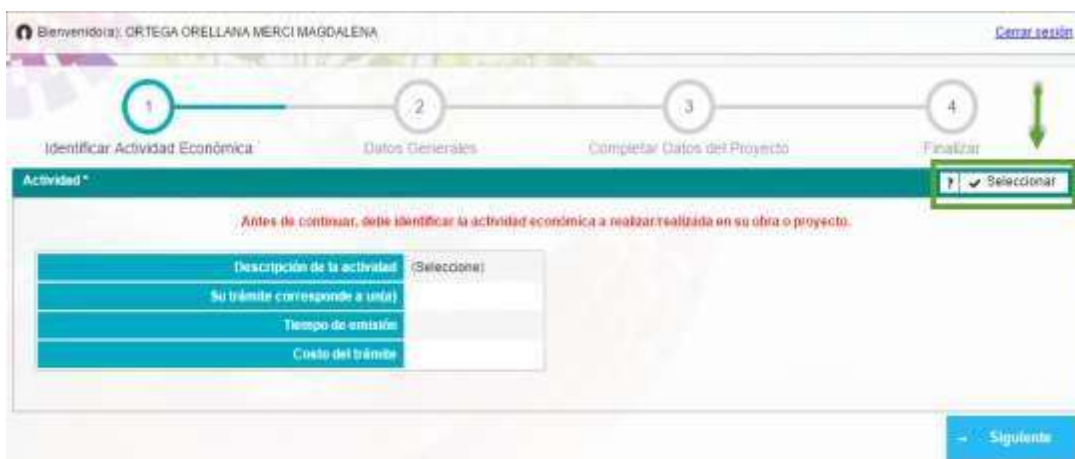 Bienvenido(a): ORTEGA ORELLANA MERCI MAGDALENA
Cerrar sesión
1
2
3
4
Identificar Actividad Económica
Datos Generales
Completar Datos del Proyecto
Finalizar
Actividad *
? Seleccionar
Antes de continuar, debe identificar la actividad económica a realizar/realizada en su obra o proyecto.
Descripción de la actividad (Seleccione)
Su trámite corresponde a un(a)
Tiempo de emisión
Costo del trámite
Siguiente